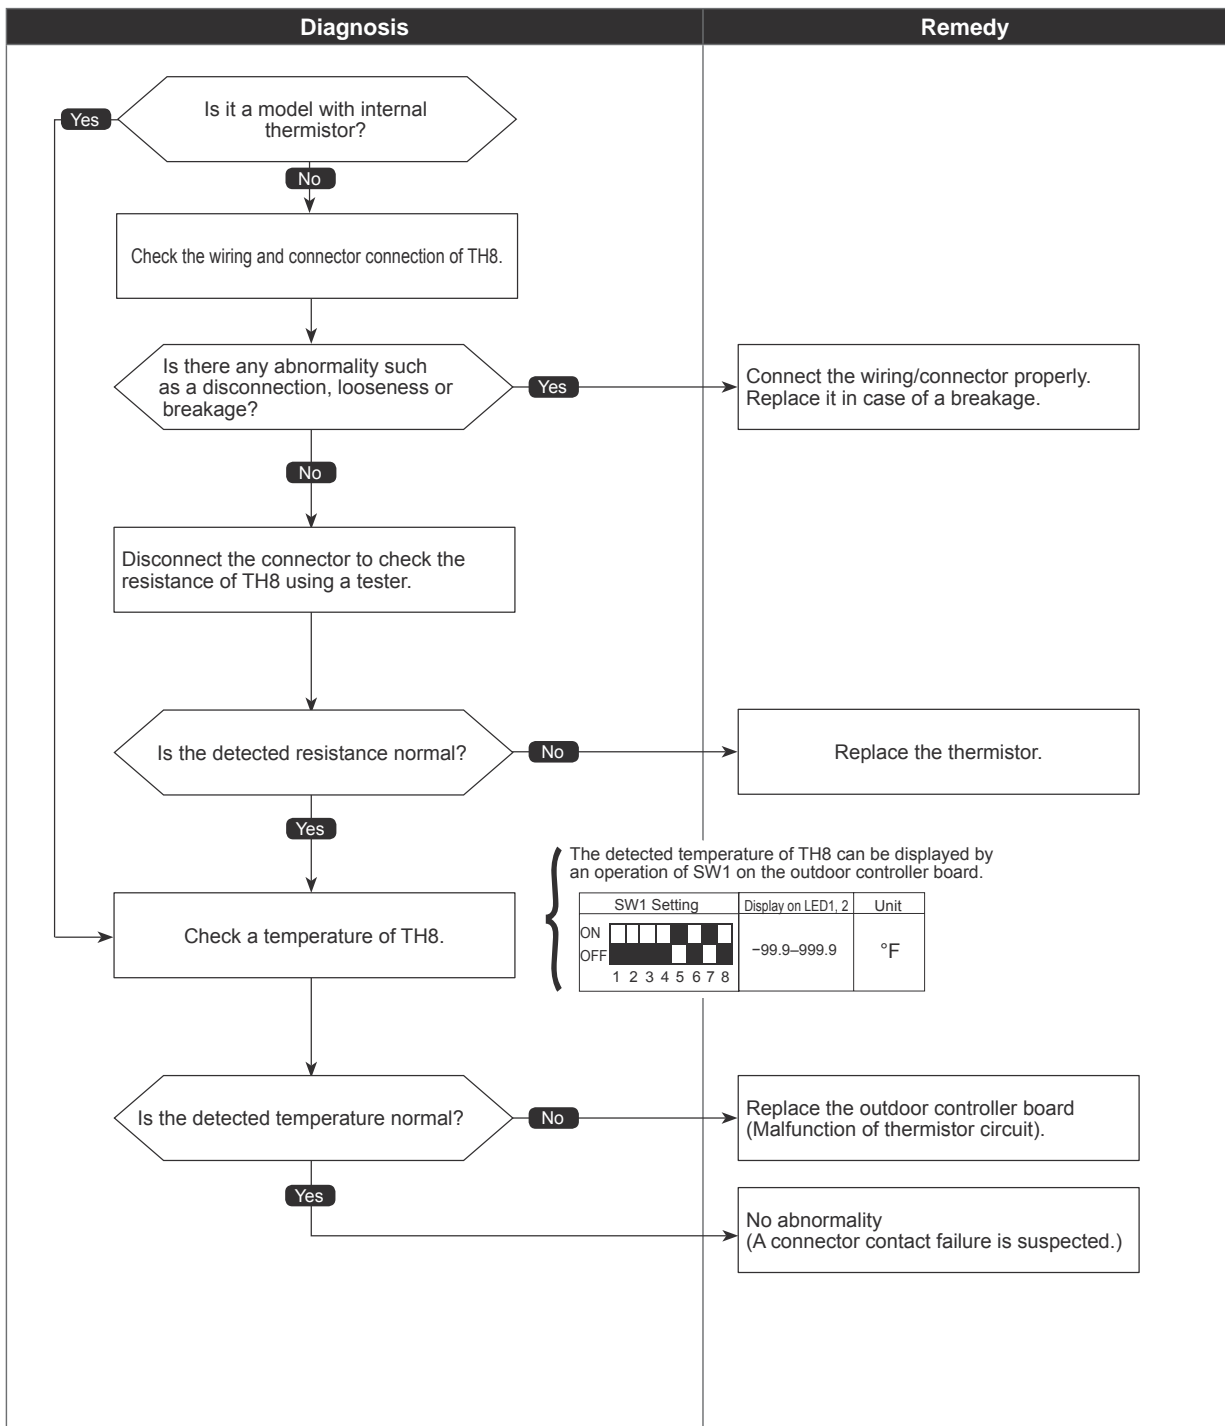 Diagnosis
Remedy
Is it a model with internal
thermistor?
Yes
No
Check the wiring and connector connection of TH8.
Is there any abnormality such
as a disconnection, looseness or
breakage?
Yes
Connect the wiring/connector properly.
Replace it in case of a breakage.
No
Disconnect the connector to check the
resistance of TH8 using a tester.
Is the detected resistance normal?
No
Replace the thermistor.
Yes
The detected temperature of TH8 can be displayed by
an operation of SW1 on the outdoor controller board.
SW1 Setting
Display on LED1, 2
Unit
ON
OFF
1 2 3 4 5 6 7 8
−99.9–999.9
°F
Check a temperature of TH8.
Is the detected temperature normal?
No
Replace the outdoor controller board
(Malfunction of thermistor circuit).
Yes
No abnormality
(A connector contact failure is suspected.)